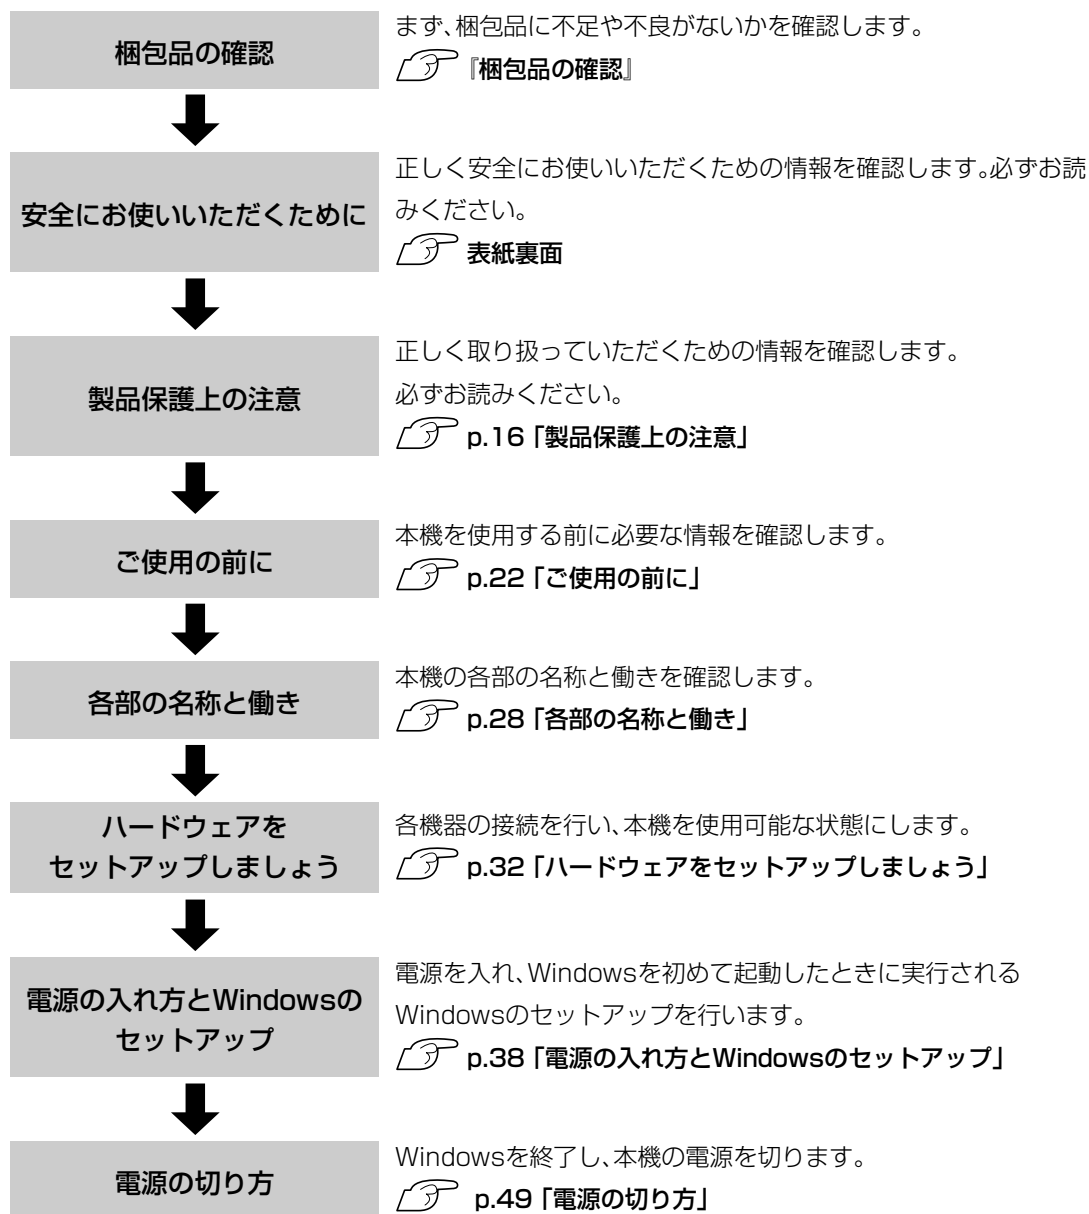 梱包品の確認
まず、梱包品に不足や不良がないかを確認します。
『梱包品の確認』
安全にお使いいただくために
正しく安全にお使いいただくための情報を確認します。必ずお読
みください。
表紙裏面
製品保護上の注意
正しく取り扱っていただくための情報を確認します。
必ずお読みください。
p.16「製品保護上の注意」
ご使用の前に
本機を使用する前に必要な情報を確認します。
p.22「ご使用の前に」
各部の名称と働き
本機の各部の名称と働きを確認します。
p.28「各部の名称と働き」
ハードウェアを
セットアップしましょう
各機器の接続を行い、本機を使用可能な状態にします。
p.32「ハードウェアをセットアップしましょう」
電源の入れ方とWindowsの
セットアップ
電源を入れ、Windowsを初めて起動したときに実行される
Windowsのセットアップを行います。
p.38「電源の入れ方とWindowsのセットアップ」
電源の切り方
Windowsを終了し、本機の電源を切ります。
p.49「電源の切り方」